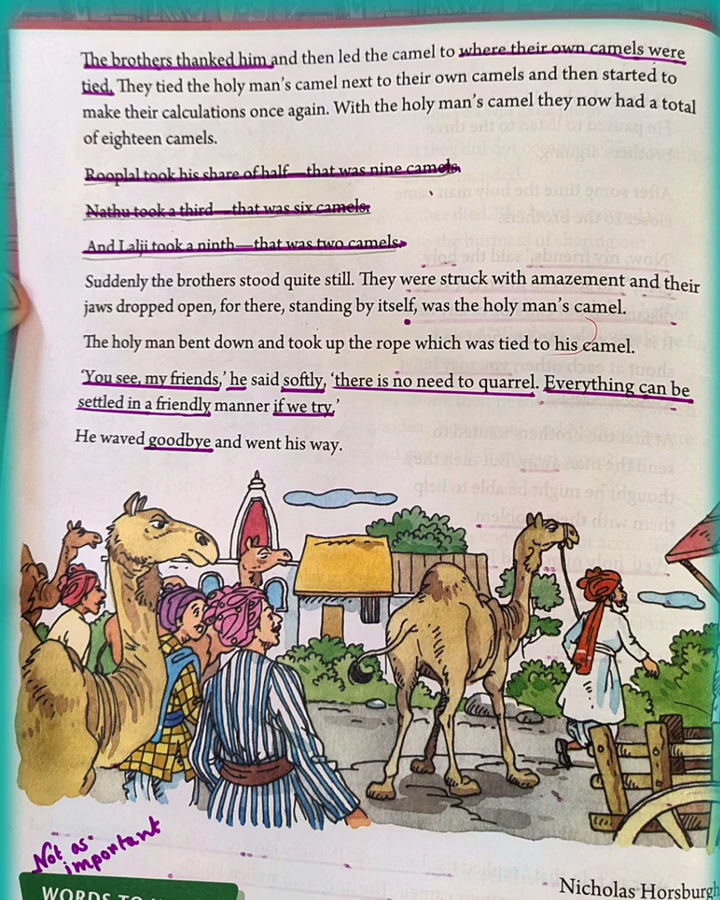 The brothers thanked him and then led the camel to where their own camels were
tied. They tied the holy man's camel next to their own camels and then started to
make their calculations once again. With the holy man's camel they now had a total
of eighteen camels.
Rooplal took his share of half—that was nine camels.
Nathu took a third—that was six camels.
And Lalji took a ninth—that was two camels.
Suddenly the brothers stood quite still. They were struck with amazement and their
jaws dropped open, for there, standing by itself, was the holy man's camel.
The holy man bent down and took up the rope which was tied to his camel.
'You see, my friends,' he said softly, 'there is no need to quarrel. Everything can be
settled in a friendly manner if we try.'
He waved goodbye and went his way.
Not as
important
WORDS
Nicholas Horsburgh